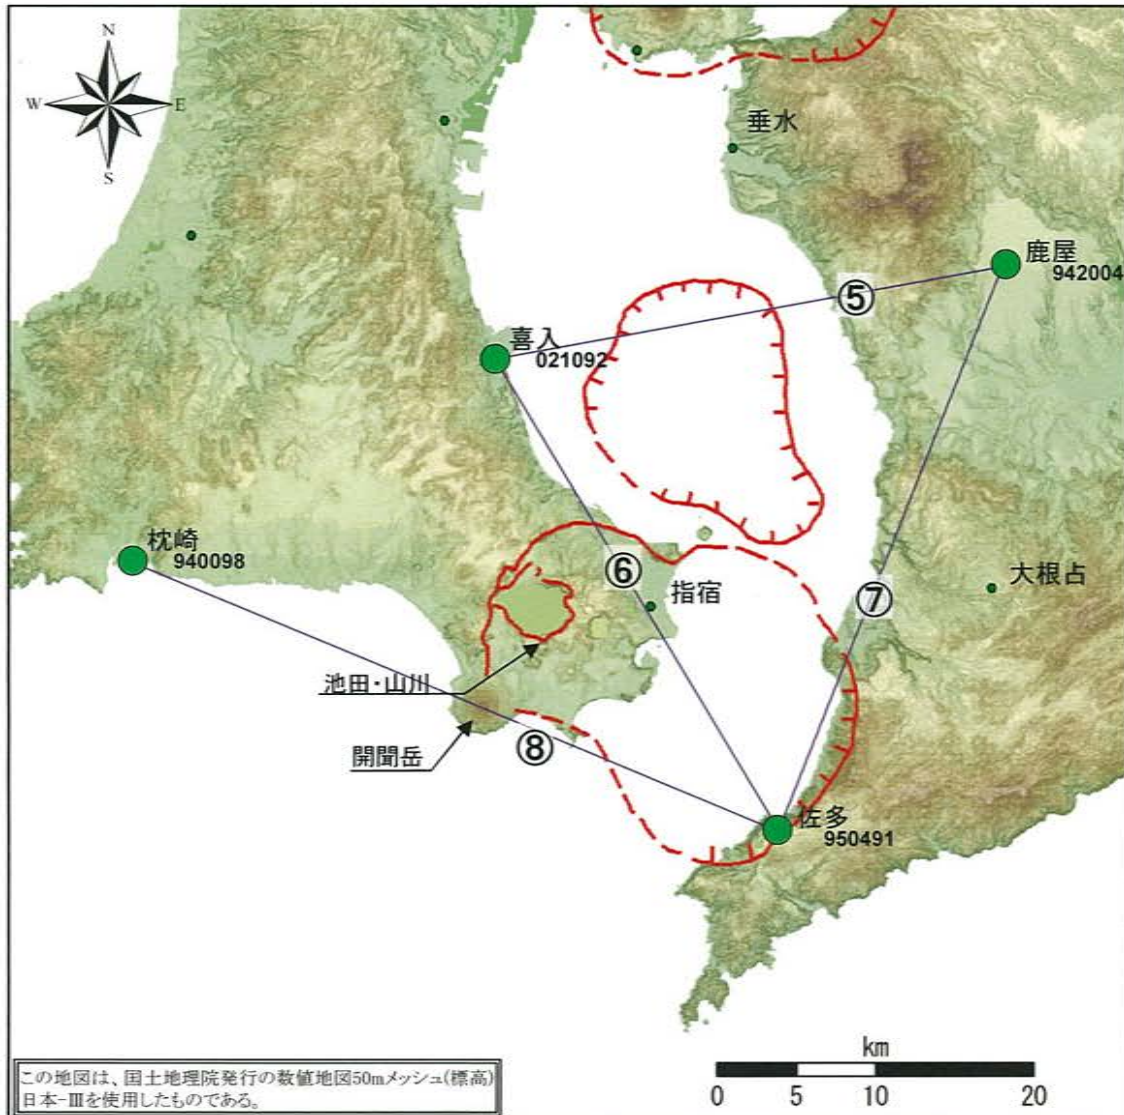 N
W
E
S
垂水
鹿屋
942004
⑤
喜入
021092
枕崎
940098
⑥
指宿
⑦
大根占
池田・山川
開聞岳
⑧
佐多
950491
km
0 5 10 20
この地図は、国土地理院発行の数値地図50mメッシュ(標高)
日本-Ⅲを使用したものである。